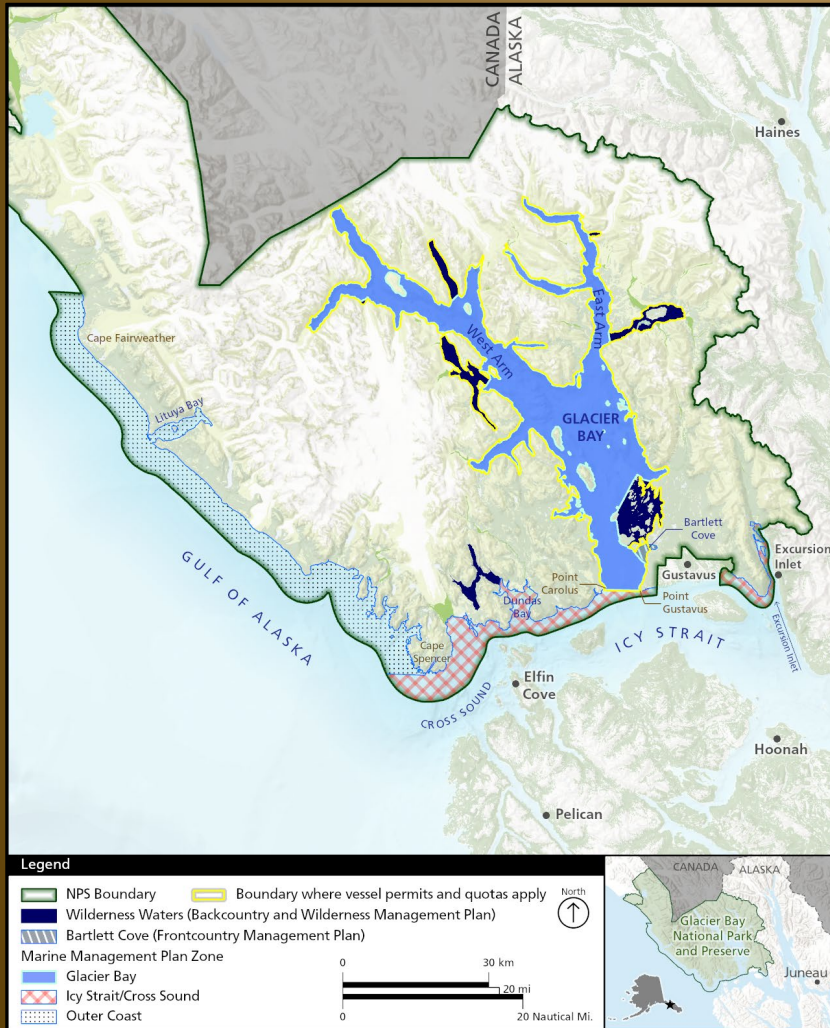 CANADA
ALASKA
Haines
Cape Fairweather
Lituya Bay
West Arm
East Arm
GLACIER
BAY
Bartlett
Cove
Excursion
Inlet
Gustavus
Point
Carolus
Point
Gustavus
Dundas
Bay
Excursion Inlet
GULF OF ALASKA
Cape
Spencer
ICY STRAIT
CROSS SOUND
Elfin
Cove
Hoonah
Pelican
Legend
NPS Boundary
Boundary where vessel permits and quotas apply
North
Wilderness Waters (Backcountry and Wilderness Management Plan)
Bartlett Cove (Frontcountry Management Plan)
Marine Management Plan Zone
Glacier Bay
Icy Strait/Cross Sound
Outer Coast
0
30 km
20 mi
0
20 Nautical Mi.
CANADA
ALASKA
Glacier Bay
National Park
and Preserve
Juneau